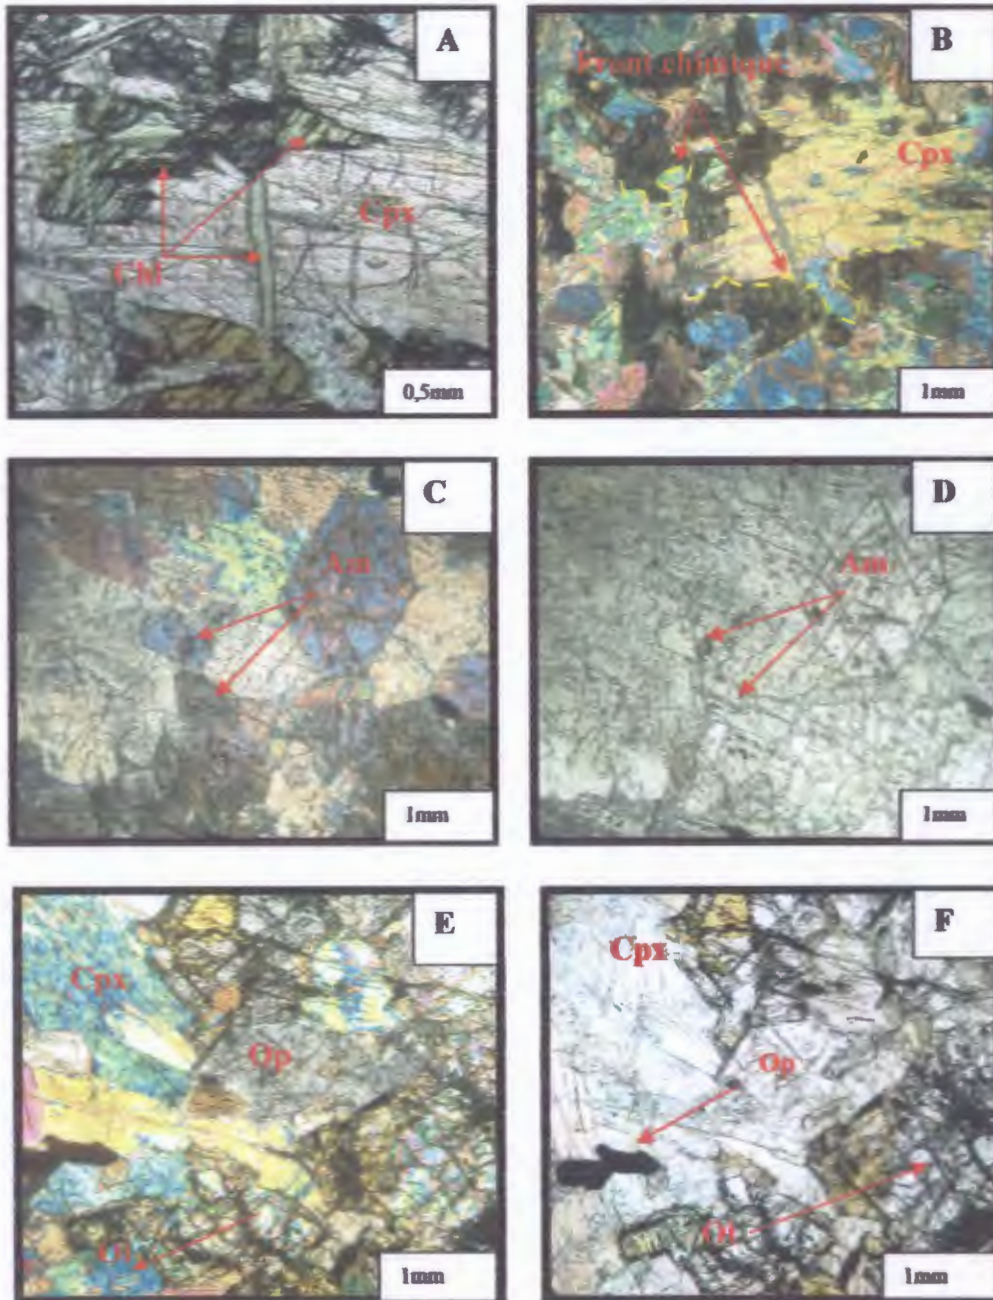 A
Cpx
Chl
0,5mm
B
Front chimique
Cpx
1mm
C
Am
1mm
D
Am
1mm
E
Cpx
Op
Ol
1mm
F
Cpx
Op
Ol
1mm